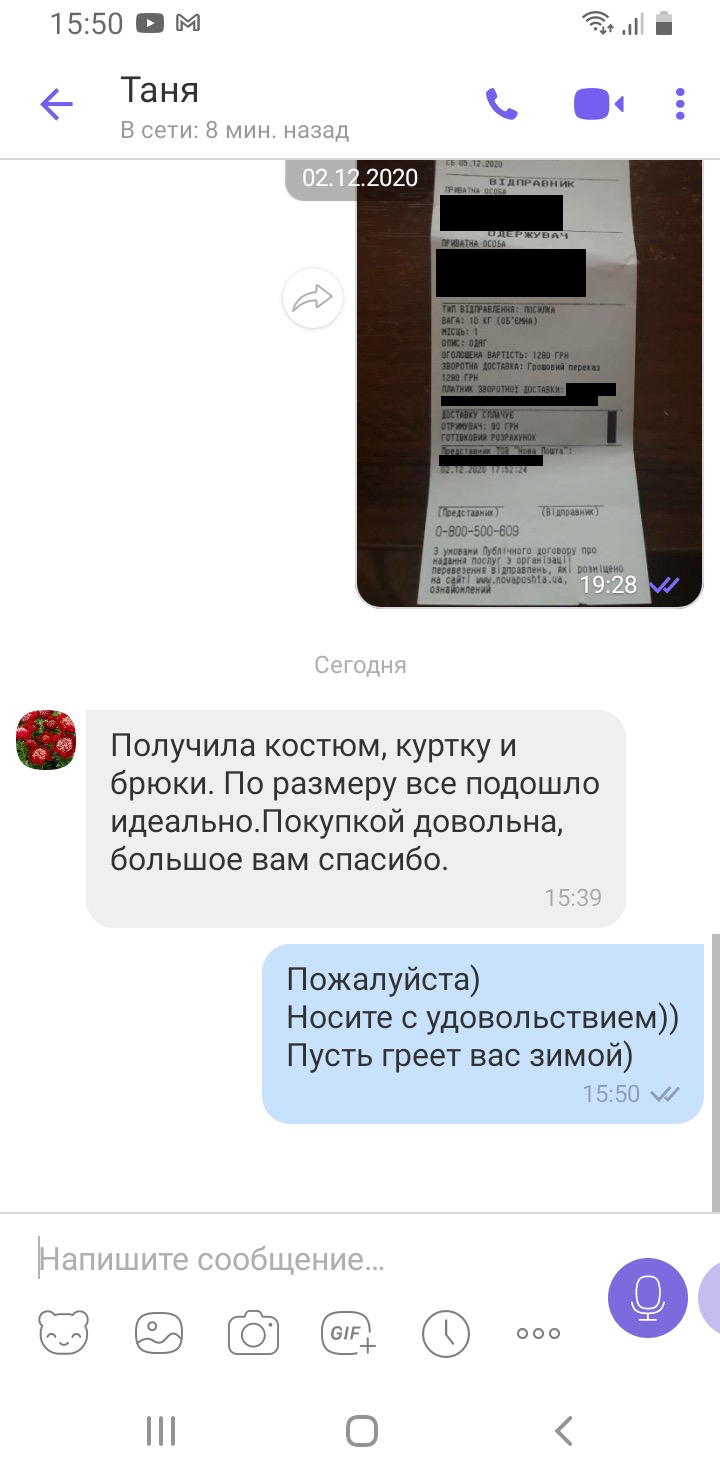 15:50
Таня
В сети: 8 мин. назад
02.12.2020
СБ 05.12.2020
ВІДПРАВНИК
ПРИВАТНА ОСОБА
ОДЕРЖУВАЧ
ПРИВАТНА ОСОБА
ТИП ВІДПРАВЛЕННЯ: ПОСИЛКА
ВАГА: 10 КГ (ОБ'ЄМНА)
МІСЦЬ: 1
ОПИС: ОДЯГ
ОГОЛОШЕНА ВАРТІСТЬ: 1280 ГРН
ЗВОРОТНА ДОСТАВКА: Грошовий переказ
1280 ГРН
ПЛАТНИК ЗВОРОТНОЇ ДОСТАВКИ:
ДОСТАВКУ СПЛАЧУЄ
ОТРИМУВАЧ: 90 ГРН
ГОТІВКОВИЙ РОЗРАХУНОК
Представник ТОВ "Нова Пошта":
02.12.2020 17:52:24
(Представник) (Відправник)
0-800-500-609
З умовами Публічного договору про
надання послуг з організації
перевезення відправлень, які розміщено
на сайті www.novaposhta.ua,
ознайомлений
19:28
Сегодня
Получила костюм, куртку и
брюки. По размеру все подошло
идеально.Покупкой довольна,
большое вам спасибо.
15:39
Пожалуйста)
Носите с удовольствием))
Пусть греет вас зимой)
15:50
Напишите сообщение...
GIF